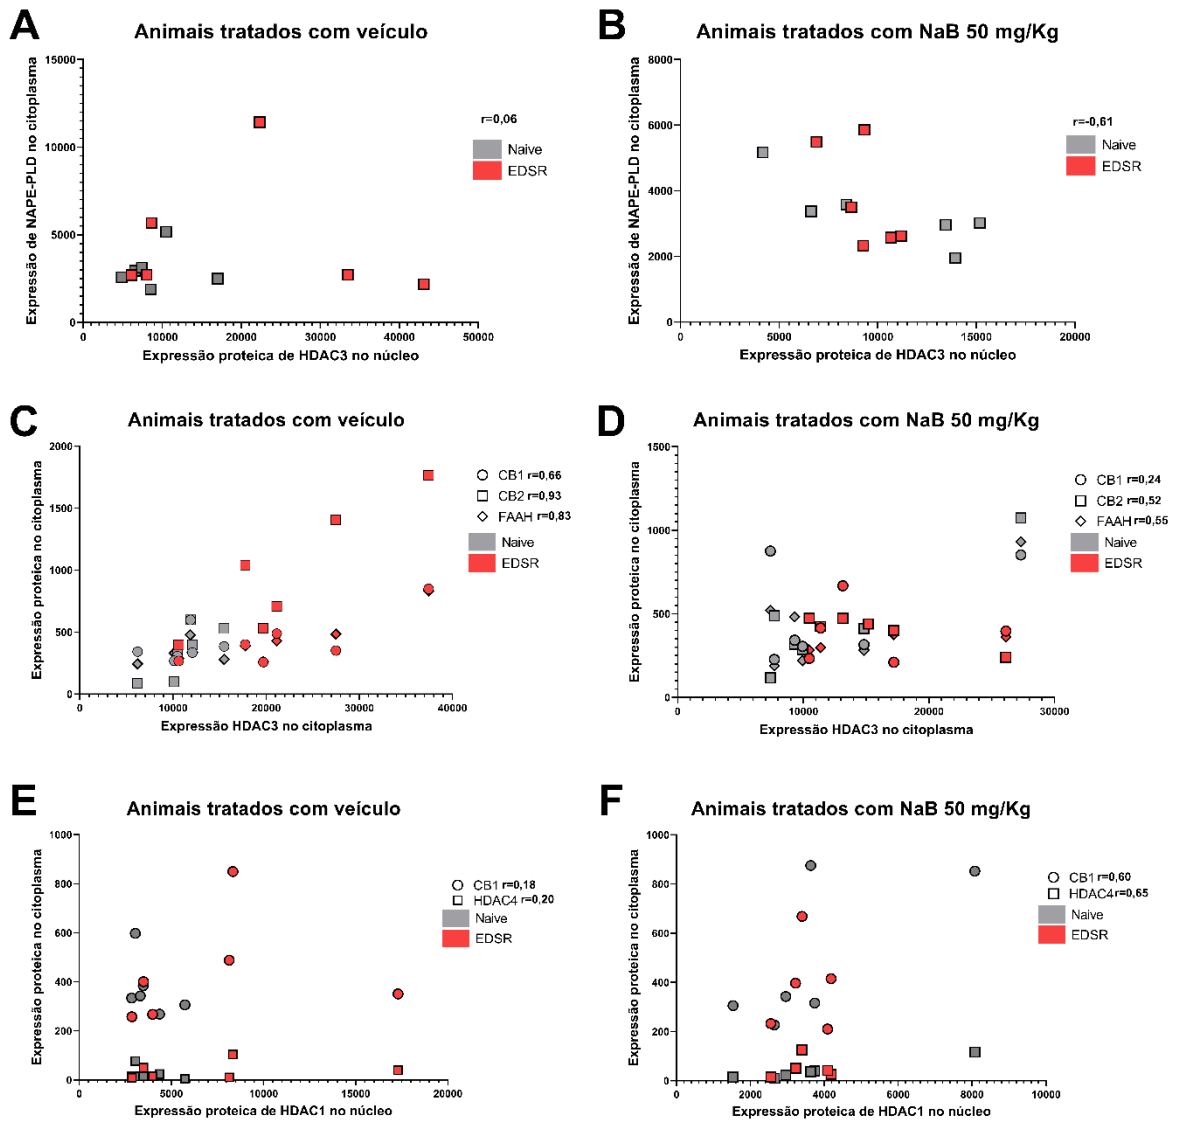 A
Animais tratados com veículo
15000
10000
5000
0
Expressão de NAPE-PLD no citoplasma
r=0,06
Naive
EDSR
0 10000 20000 30000 40000 50000
Expressão proteica de HDAC3 no núcleo
B
Animais tratados com NaB 50 mg/Kg
8000
6000
4000
2000
0
Expressão de NAPE-PLD no citoplasma
r=-0,61
Naive
EDSR
0 5000 10000 15000 20000
Expressão proteica de HDAC3 no núcleo
C
Animais tratados com veículo
2000
1500
1000
500
0
Expressão proteica no citoplasma
CB1 r=0,66
CB2 r=0,93
FAAH r=0,83
Naive
EDSR
0 10000 20000 30000 40000
Expressão HDAC3 no citoplasma
D
Animais tratados com NaB 50 mg/Kg
1500
1000
500
0
Expressão proteica no citoplasma
CB1 r=0,24
CB2 r=0,52
FAAH r=0,55
Naive
EDSR
0 10000 20000 30000
Expressão HDAC3 no citoplasma
E
Animais tratados com veículo
1000
800
600
400
200
0
Expressão proteica no citoplasma
CB1 r=0,18
HDAC4 r=0,20
Naive
EDSR
0 5000 10000 15000 20000
Expressão proteica de HDAC1 no núcleo
F
Animais tratados com NaB 50 mg/Kg
1000
800
600
400
200
0
Expressão proteica no citoplasma
CB1 r=0,60
HDAC4 r=0,65
Naive
EDSR
0 2000 4000 6000 8000 10000
Expressão proteica de HDAC1 no núcleo